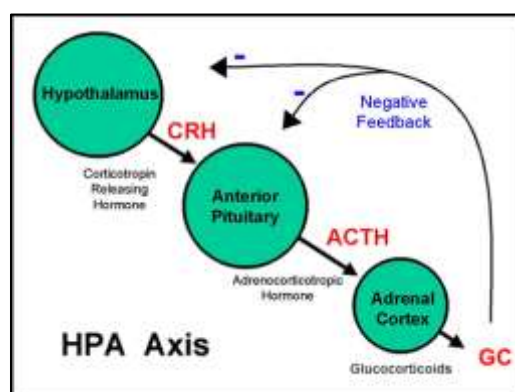 Hypothalamus
-
-
Negative
Feedback
CRH
Corticotropin
Releasing
Hormone
Anterior
Pituitary
ACTH
Adrenocorticotropic
Hormone
Adrenal
Cortex
HPA Axis
GC
Glucocorticoids